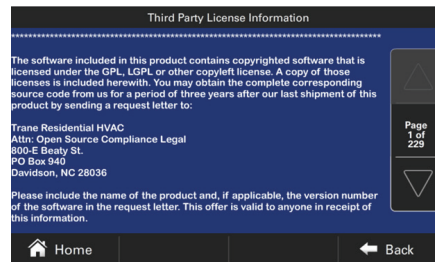 Third Party License Information
************************************************************************************
The software included in this product contains copyrighted software that is
licensed under the GPL, LGPL or other copyleft license. A copy of those
licenses is included herewith. You may obtain the complete corresponding
source code from us for a period of three years after our last shipment of this
product by sending a request letter to:
Trane Residential HVAC
Attn: Open Source Compliance Legal
800-E Beaty St.
PO Box 940
Davidson, NC 28036
Please include the name of the product and, if applicable, the version number
of the software in the request letter. This offer is valid to anyone in receipt of
this information.
Page
1 of
229
Home
Back